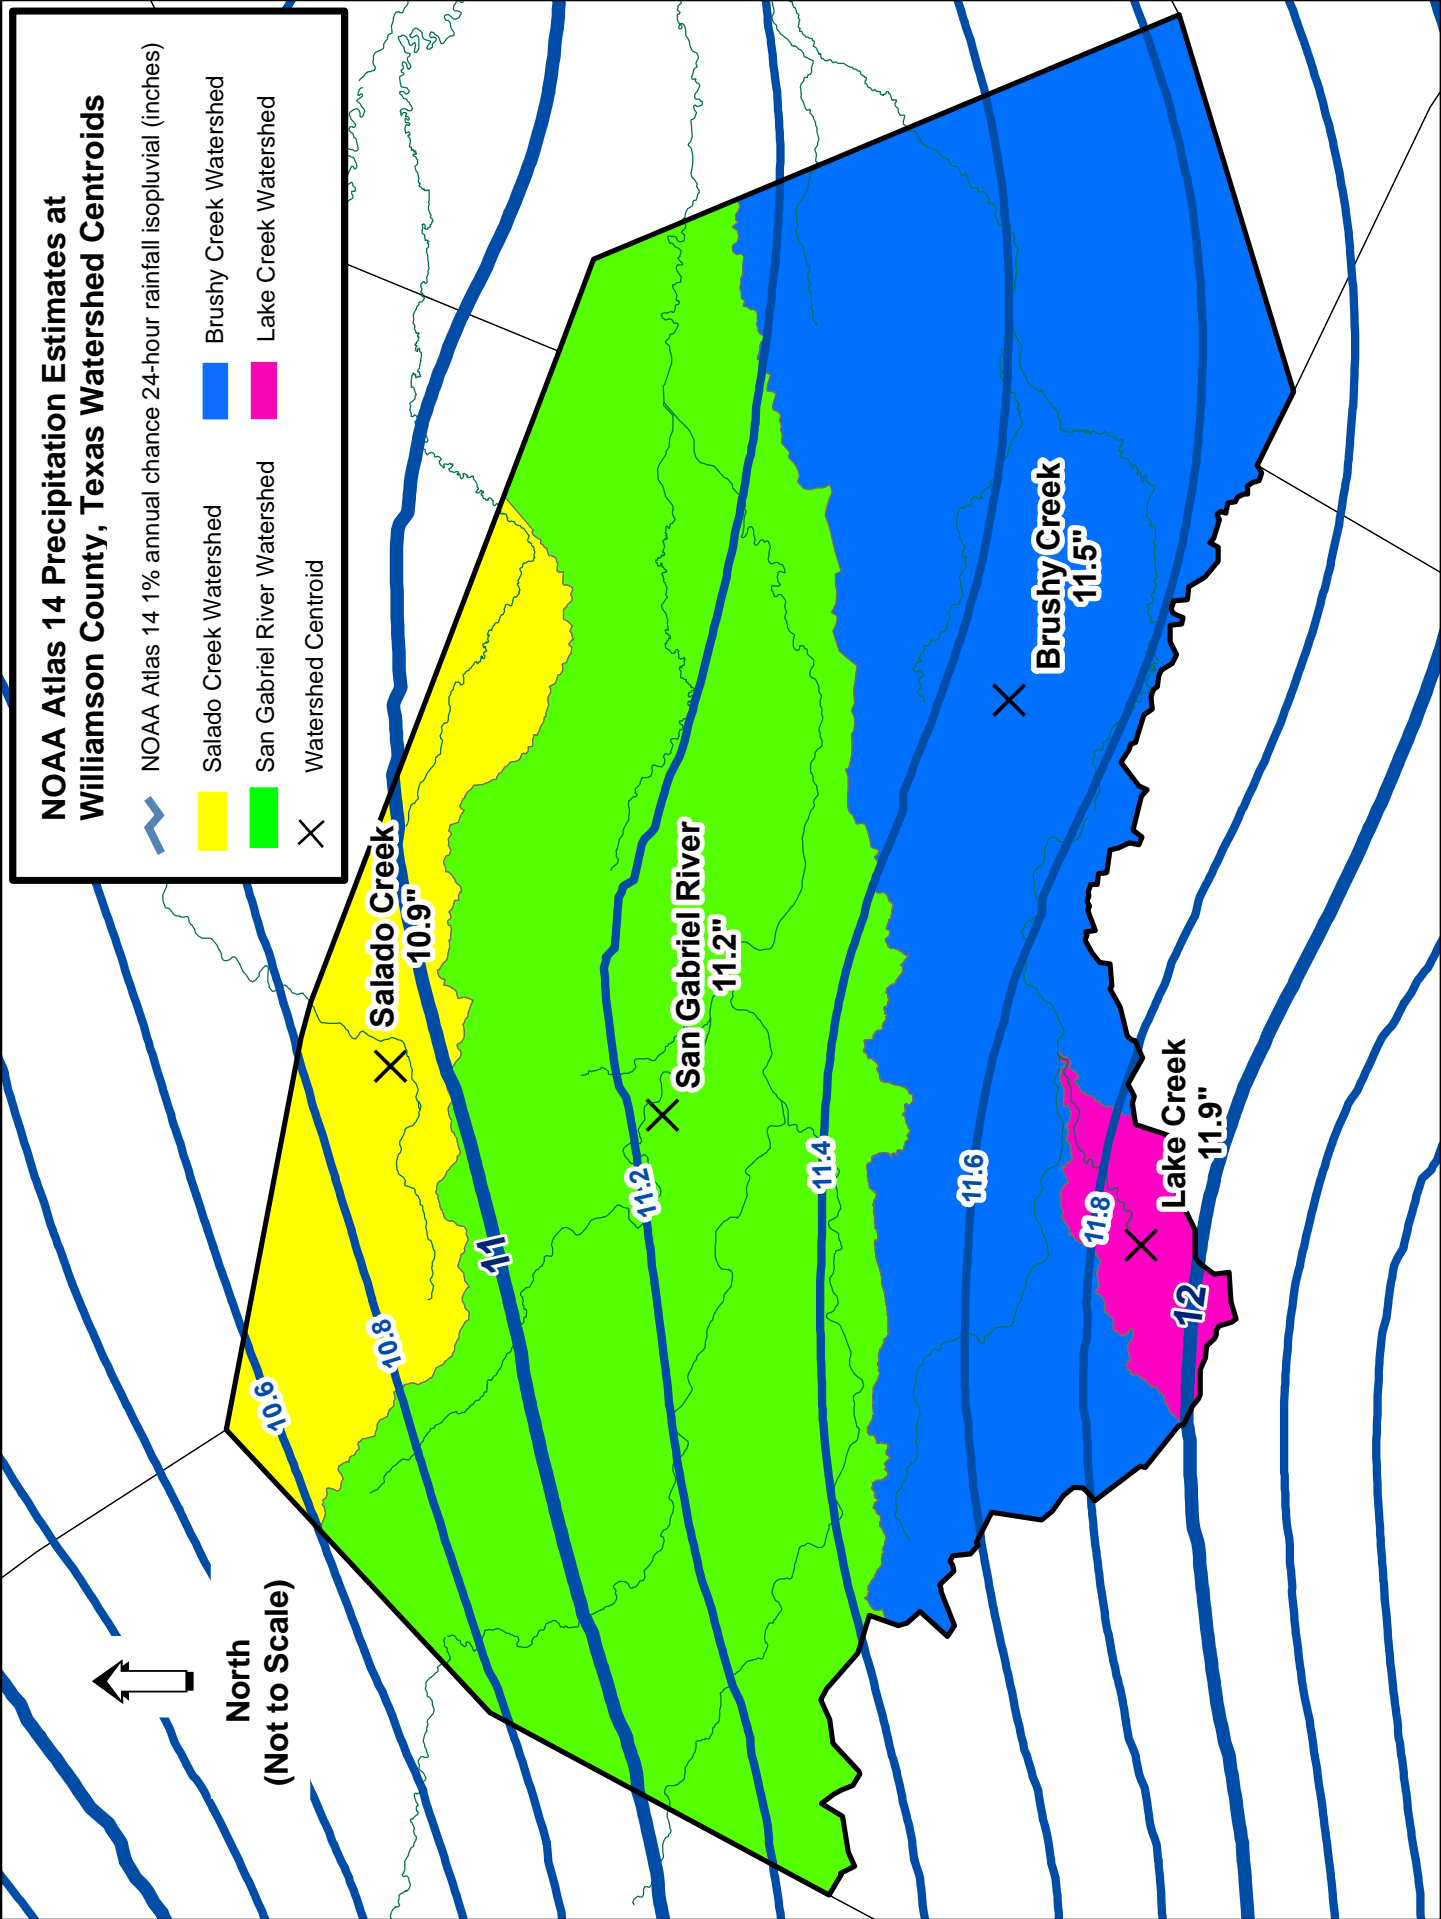 NOAA Atlas 14 Precipitation Estimates at
Williamson County, Texas Watershed Centroids
NOAA Atlas 14 1% annual chance 24-hour rainfall isopluvial (inches)
Salado Creek Watershed
Brushy Creek Watershed
San Gabriel River Watershed
Lake Creek Watershed
Watershed Centroid
North
(Not to Scale)
10.6
10.8
Salado Creek
10.9"
11
11.2
San Gabriel River
11.2"
11.4
11.6
Brushy Creek
11.5"
11.8
Lake Creek
11.9"
12